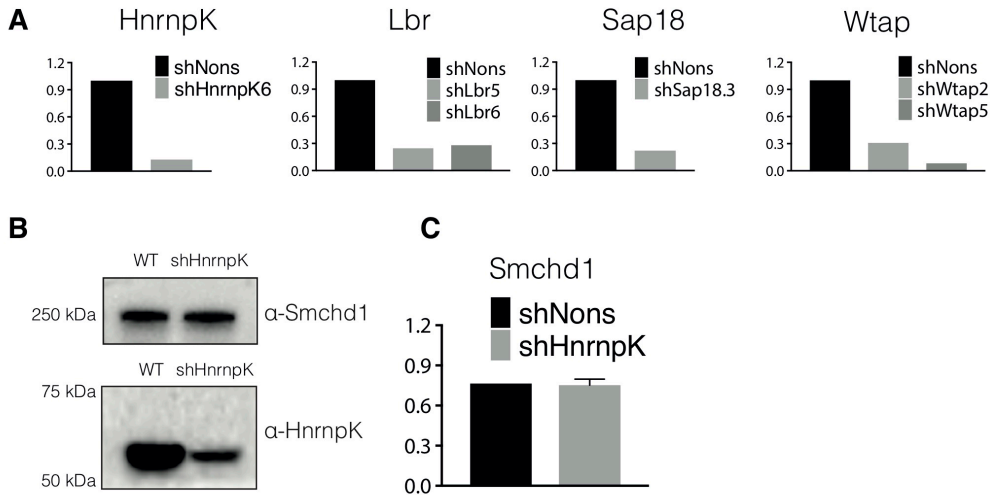 A
HnrnpK
1.2
0.9
0.6
0.3
0.0
shNons
shHnrnpK6
Lbr
1.2
0.9
0.6
0.3
0.0
shNons
shLbr5
shLbr6
Sap18
1.2
0.9
0.6
0.3
0.0
shNons
shSap18.3
Wtap
1.2
0.9
0.6
0.3
0.0
shNons
shWtap2
shWtap5
B
WT shHnrnpK
250 kDa
α-Smchd1
WT shHnrnpK
75 kDa
α-HnrnpK
50 kDa
C
Smchd1
shNons
shHnrnpK
1.2
0.9
0.6
0.3
0.0